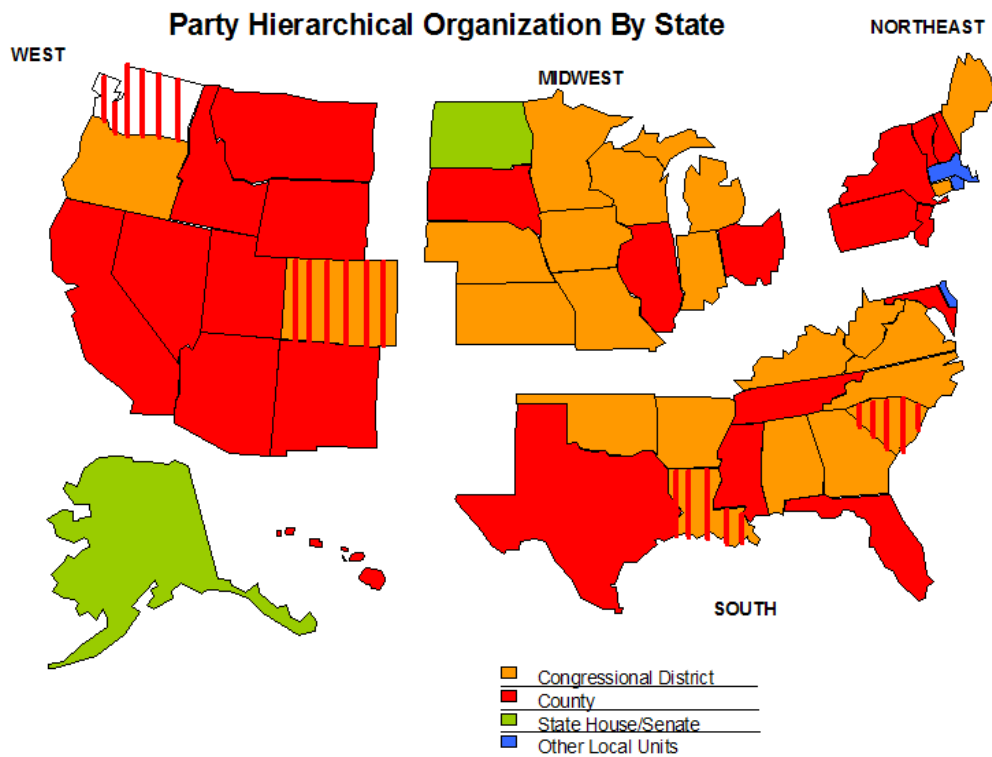 Party Hierarchical Organization By State
NORTHEAST
WEST
MIDWEST
SOUTH
Congressional District
County
State House/Senate
Other Local Units